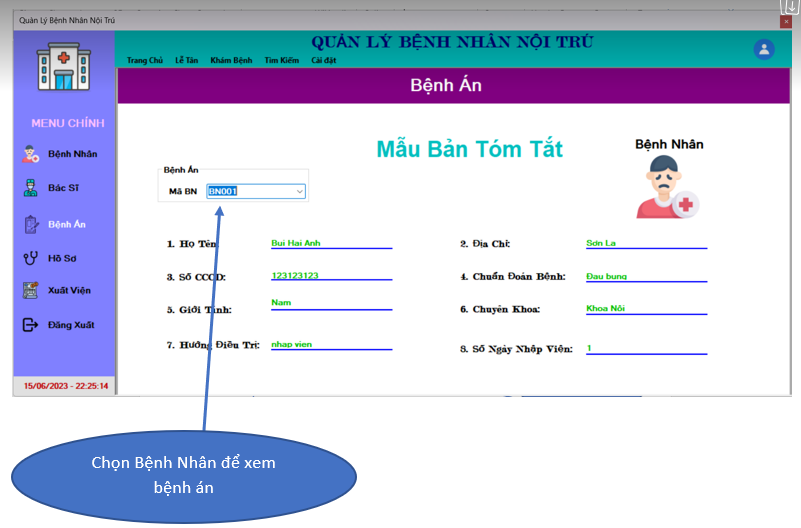 Quản Lý Bệnh Nhân Nội Trú
QUẢN LÝ BỆNH NHÂN NỘI TRÚ
Trang Chủ Lễ Tân Khám Bệnh Tìm Kiếm Cài đặt
Bệnh Án
MENU CHÍNH
Bệnh Nhân
Bác Sĩ
Bệnh Án
Hồ Sơ
Xuất Viện
Đăng Xuất
15/06/2023 - 22:25:14
Mẫu Bản Tóm Tắt
Bệnh Nhân
Bệnh Án
Mã BN BN001
1. Họ Tên: Bui Hai Anh
2. Địa Chỉ: Sơn La
3. Số CCCD: 123123123
4. Chuẩn Đoán Bệnh: Đau bung
5. Giới Tính: Nam
6. Chuyên Khoa: Khoa Nôi
7. Hướng Điều Trị: nhap vien
8. Số Ngày Nhập Viện: 1
Chọn Bệnh Nhân để xem
bệnh án